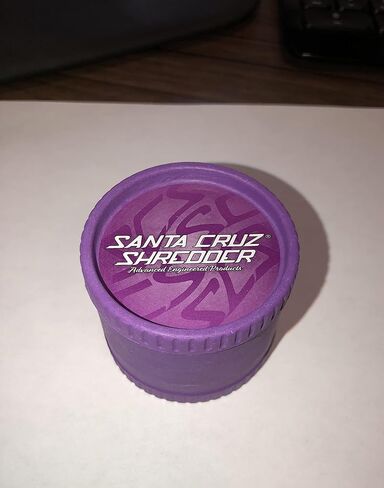 SANTA CRUZ®
SHREDDER
Advanced Engineered Products